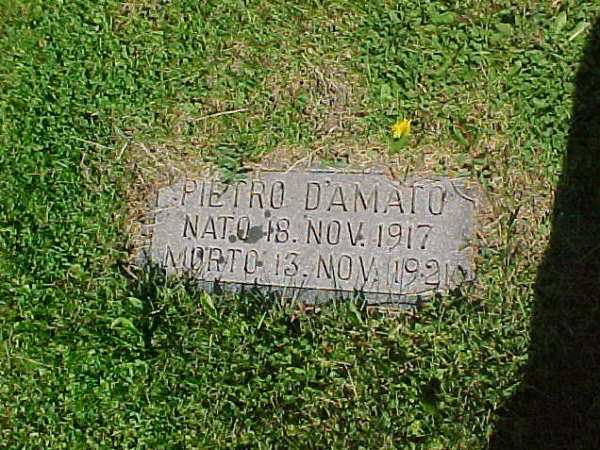 PIETRO D'AMATO
NATO 18. NOV. 1917
MORTO 13. NOV. 1921